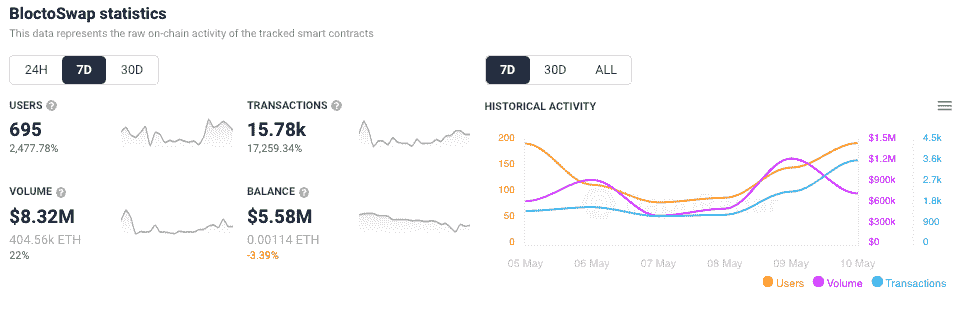 BloctoSwap statistics
This data represents the raw on-chain activity of the tracked smart contracts
24H 7D 30D
7D 30D ALL
USERS ?
695
2,477.78%
TRANSACTIONS ?
15.78k
17,259.34%
VOLUME ?
$8.32M
404.56k ETH
22%
BALANCE ?
$5.58M
0.00114 ETH
-3.39%
HISTORICAL ACTIVITY
200 $1.5M 4.5k
150 $1.2M 3.6k
100 $900k 2.7k
50 $600k 1.8k
0 $300k 900
$0 0
05 May 06 May 07 May 08 May 09 May 10 May
Users Volume Transactions